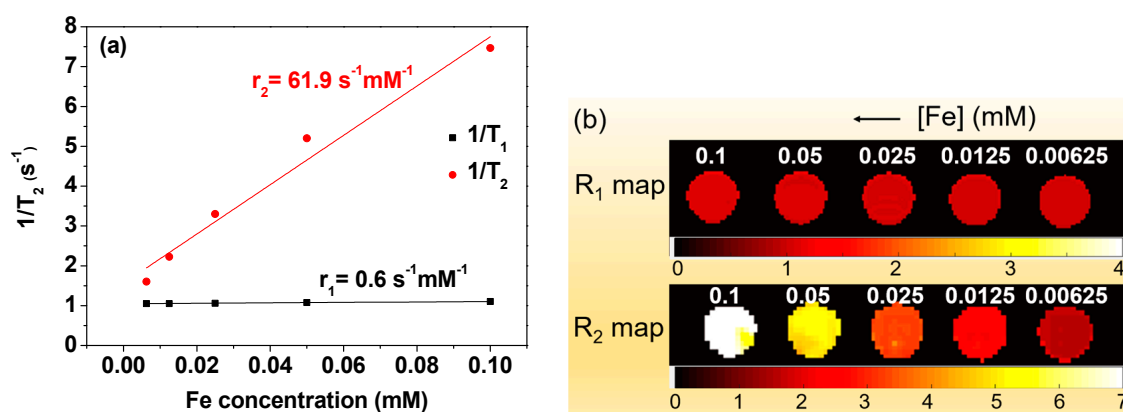 (a)
8
7
6
5
4
3
2
1
0
1/T₂ (s⁻¹)
r₂= 61.9 s⁻¹mM⁻¹
1/T₁
1/T₂
r₁= 0.6 s⁻¹mM⁻¹
0.00 0.02 0.04 0.06 0.08 0.10
Fe concentration (mM)
(b)
← [Fe] (mM)
0.1 0.05 0.025 0.0125 0.00625
R₁ map
0 1 2 3 4
0.1 0.05 0.025 0.0125 0.00625
R₂ map
0 1 2 3 4 5 6 7